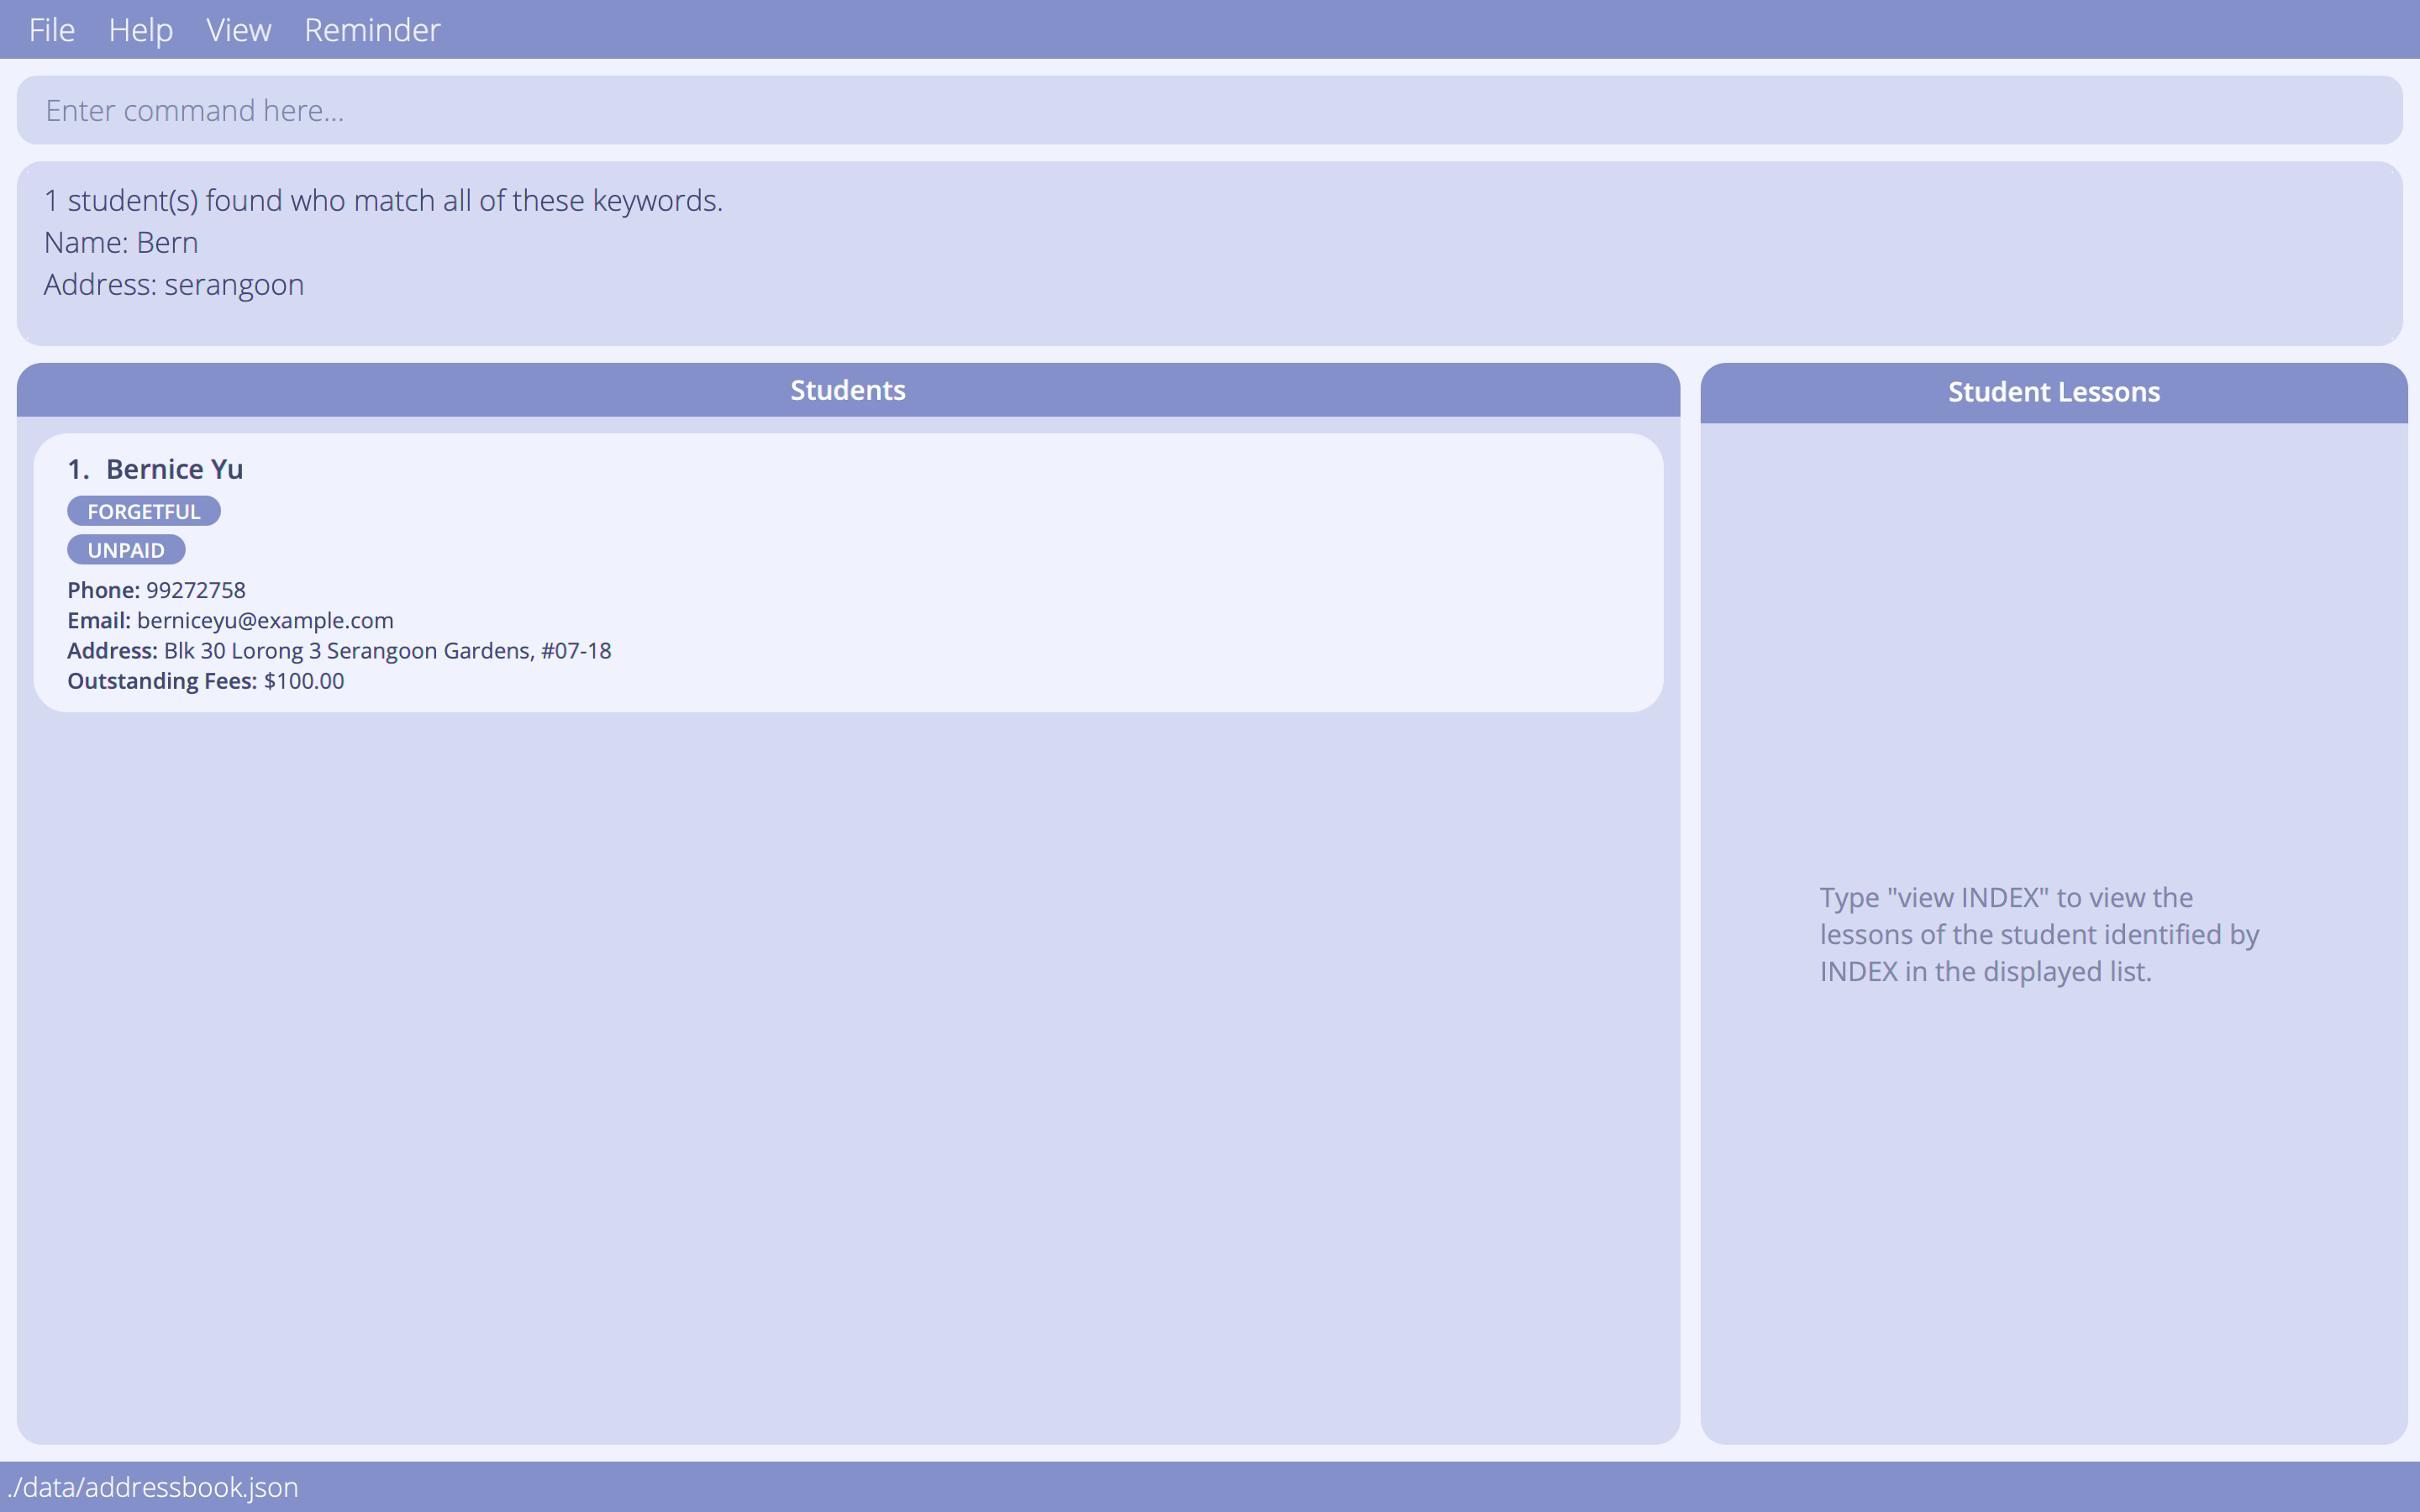 File Help View Reminder
Enter command here...
1 student(s) found who match all of these keywords.
Name: Bern
Address: serangoon
Students
1. Bernice Yu
FORGETFUL
UNPAID
Phone: 99272758
Email: berniceyu@example.com
Address: Blk 30 Lorong 3 Serangoon Gardens, #07-18
Outstanding Fees: $100.00
Student Lessons
Type "view INDEX" to view the
lessons of the student identified by
INDEX in the displayed list.
./data/addressbook.json